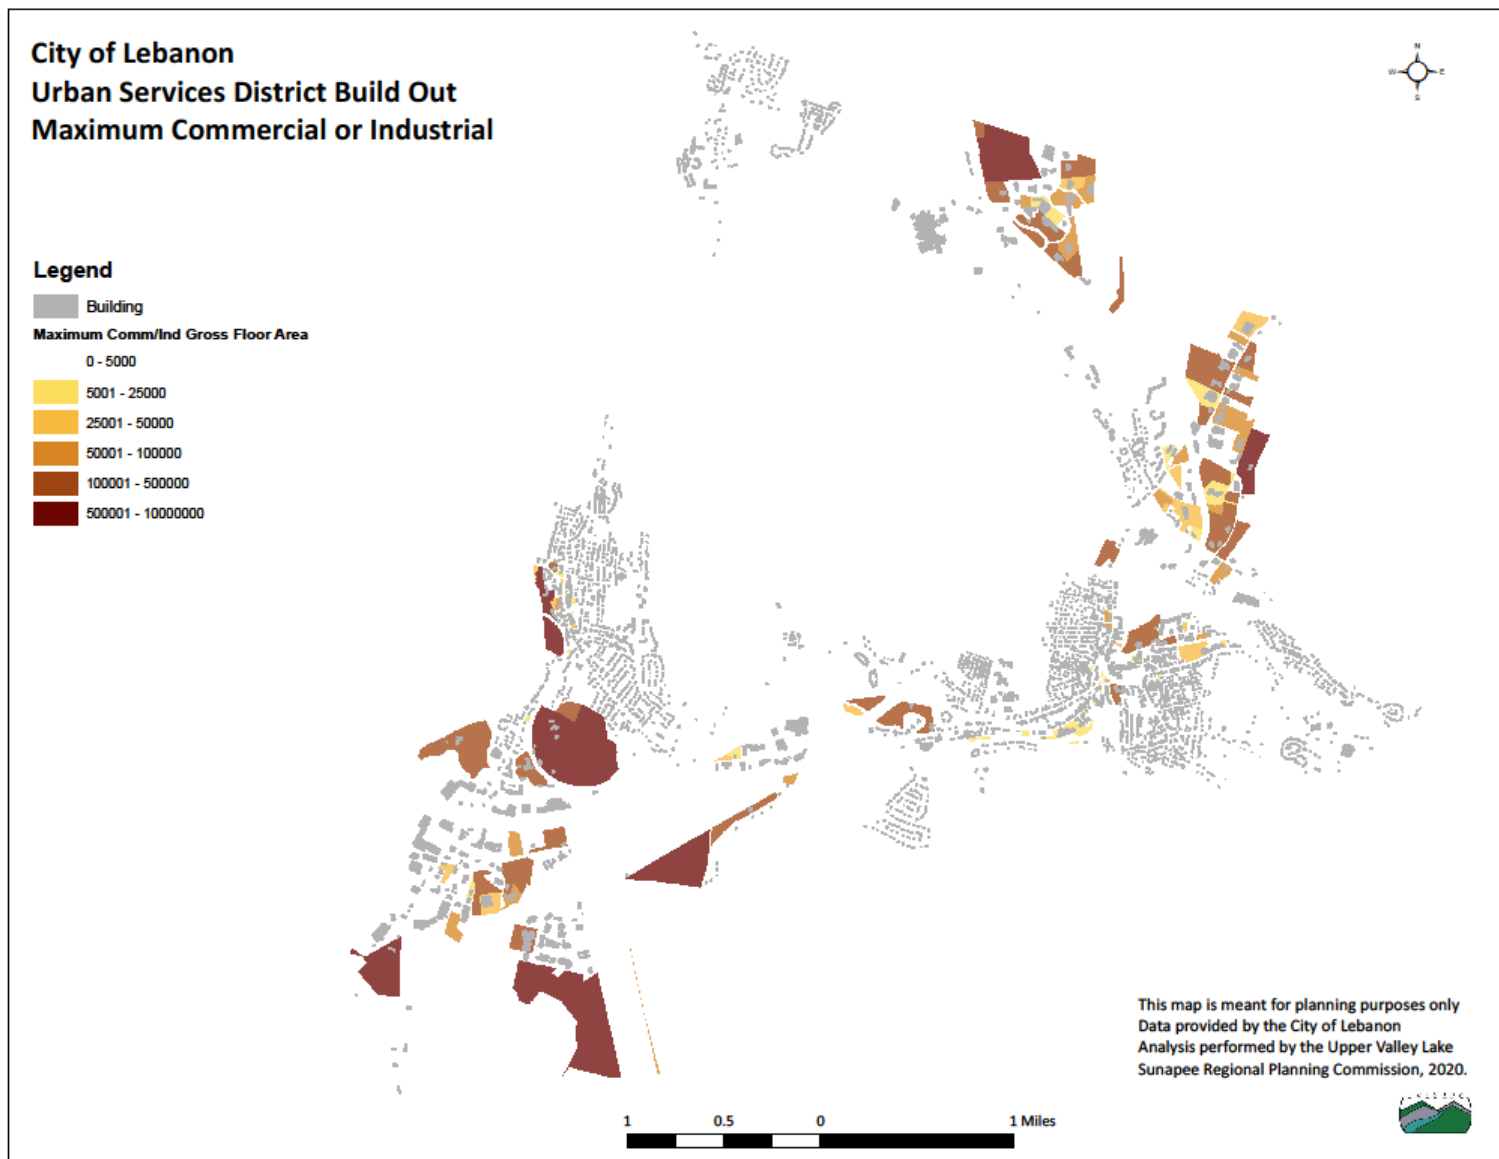 City of Lebanon
Urban Services District Build Out
Maximum Commercial or Industrial
N
W
E
S
Legend
Building
Maximum Comm/Ind Gross Floor Area
0 - 5000
5001 - 25000
25001 - 50000
50001 - 100000
100001 - 500000
500001 - 10000000
This map is meant for planning purposes only
Data provided by the City of Lebanon
Analysis performed by the Upper Valley Lake
Sunapee Regional Planning Commission, 2020.
1 0.5 0 1 Miles